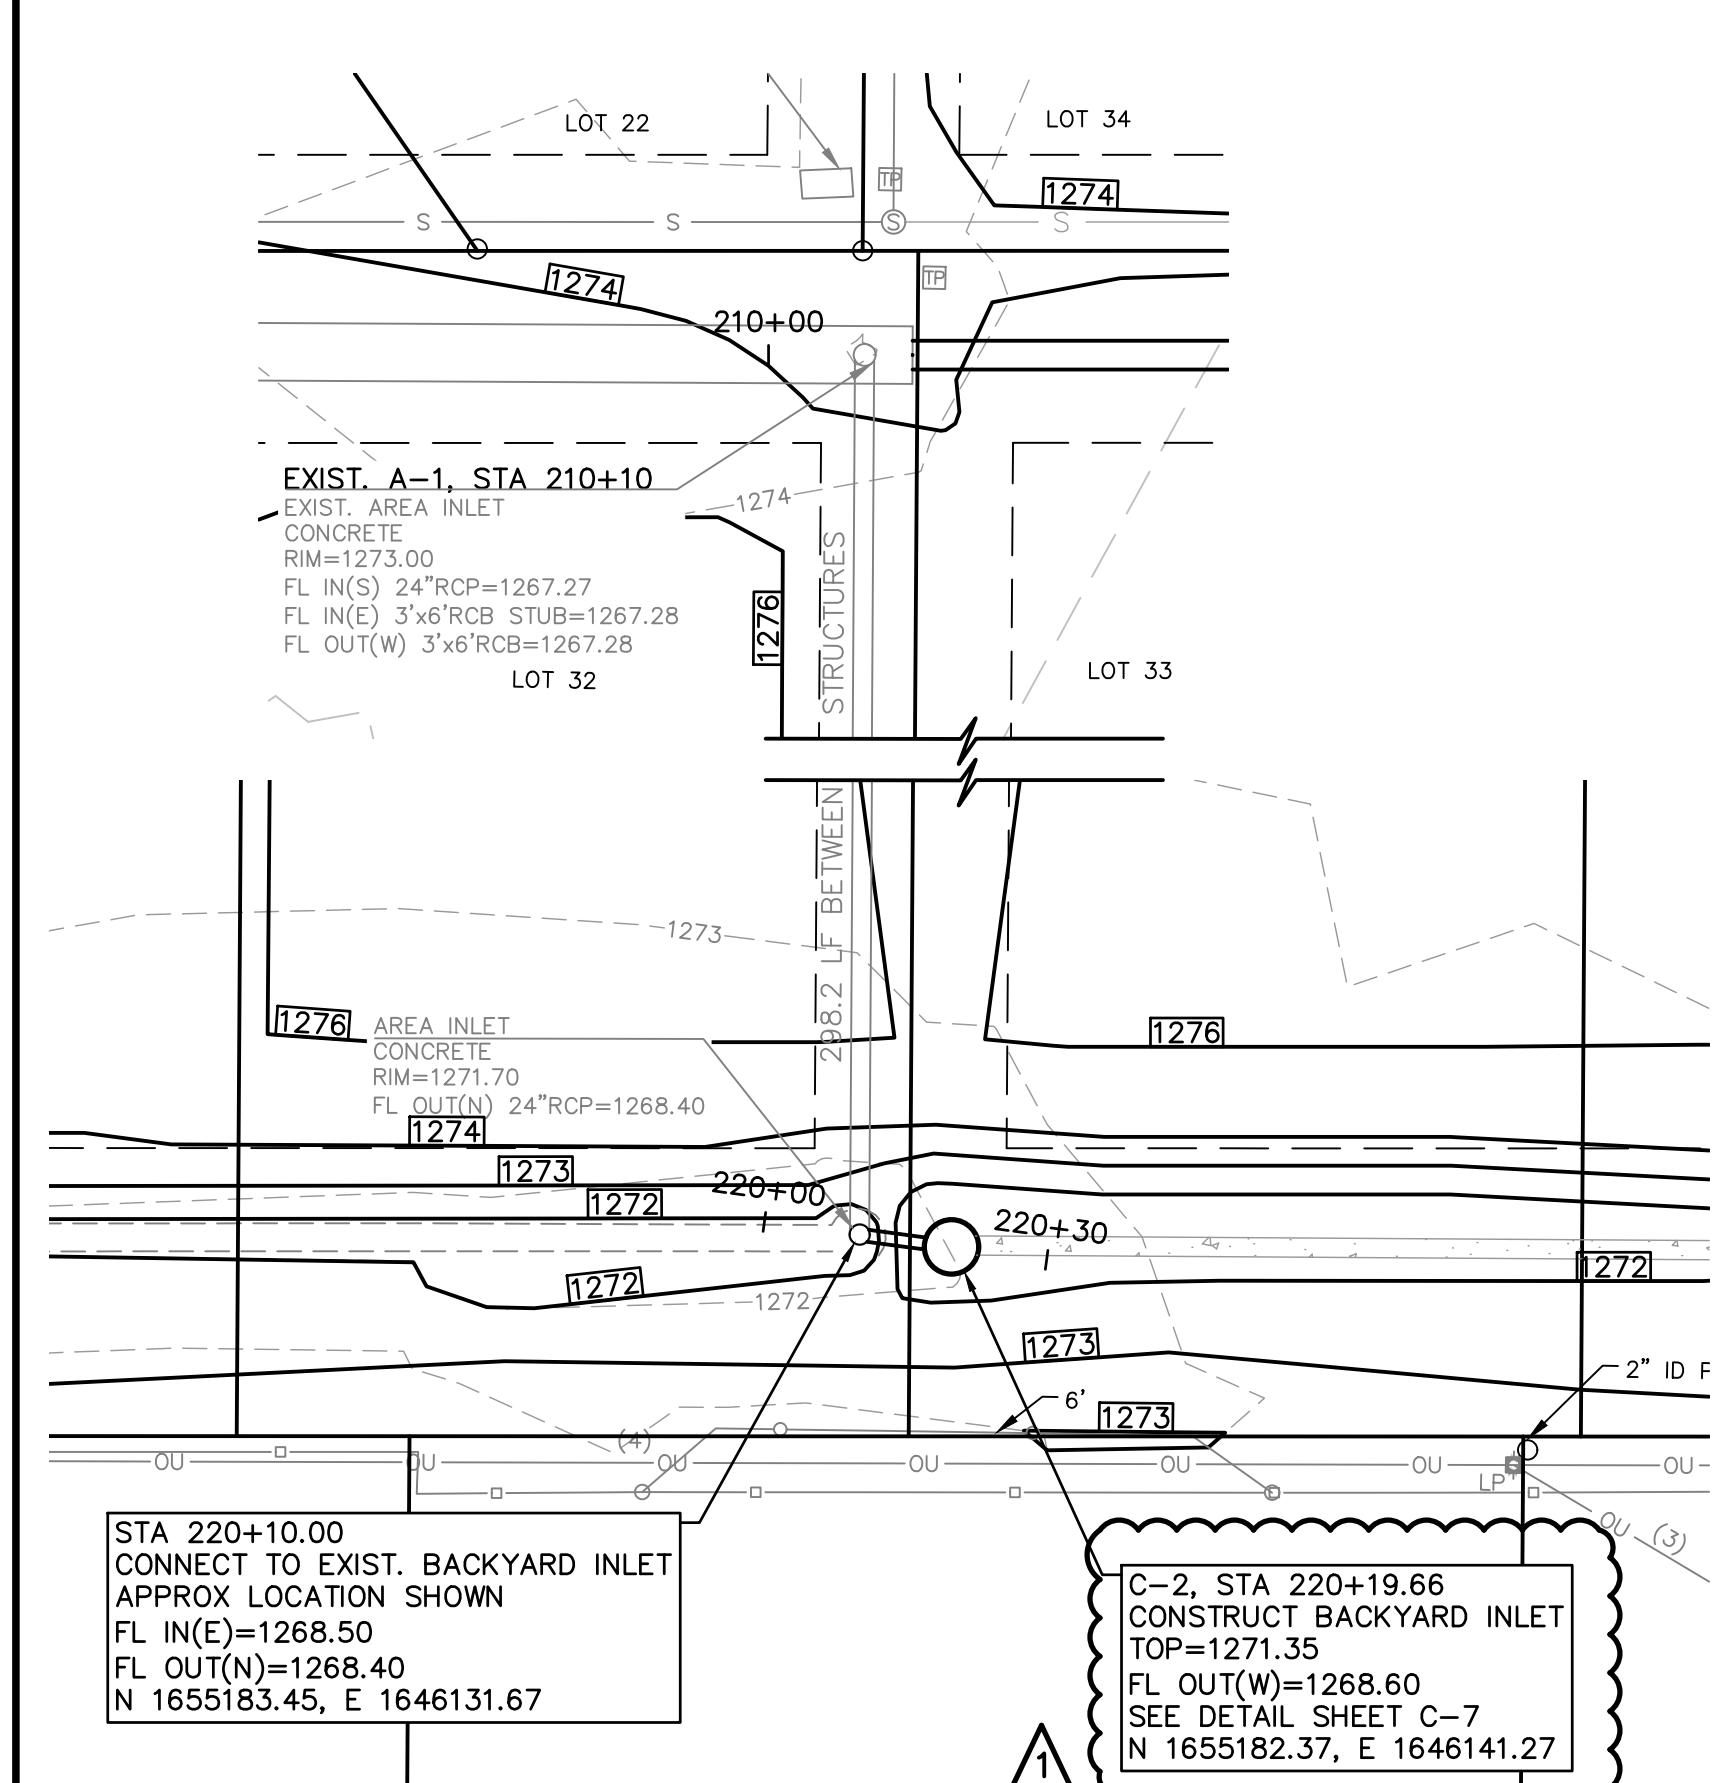 LOT 22
LOT 34
TP
1274
S
S
S
S
1274
TP
210+00
EXIST. A-1, STA 210+10
EXIST. AREA INLET
CONCRETE
RIM=1273.00
FL IN(S) 24"RCP=1267.27
FL IN(E) 3'x6'RCB STUB=1267.28
FL OUT(W) 3'x6'RCB=1267.28
1274
1276
LOT 32
LOT 33
298.2 LF BETWEEN STRUCTURES
1273
1276
AREA INLET
CONCRETE
RIM=1271.70
FL OUT(N) 24"RCP=1268.40
1276
1274
1273
1272
220+00
220+30
1272
1272
1272
1273
2" ID
6'
1273
(4)
OU
OU
OU
OU
OU
OU
OU
LP
OU (3)
STA 220+10.00
CONNECT TO EXIST. BACKYARD INLET
APPROX LOCATION SHOWN
FL IN(E)=1268.50
FL OUT(N)=1268.40
N 1655183.45, E 1646131.67
C-2, STA 220+19.66
CONSTRUCT BACKYARD INLET
TOP=1271.35
FL OUT(W)=1268.60
SEE DETAIL SHEET C-7
N 1655182.37, E 1646141.27
1